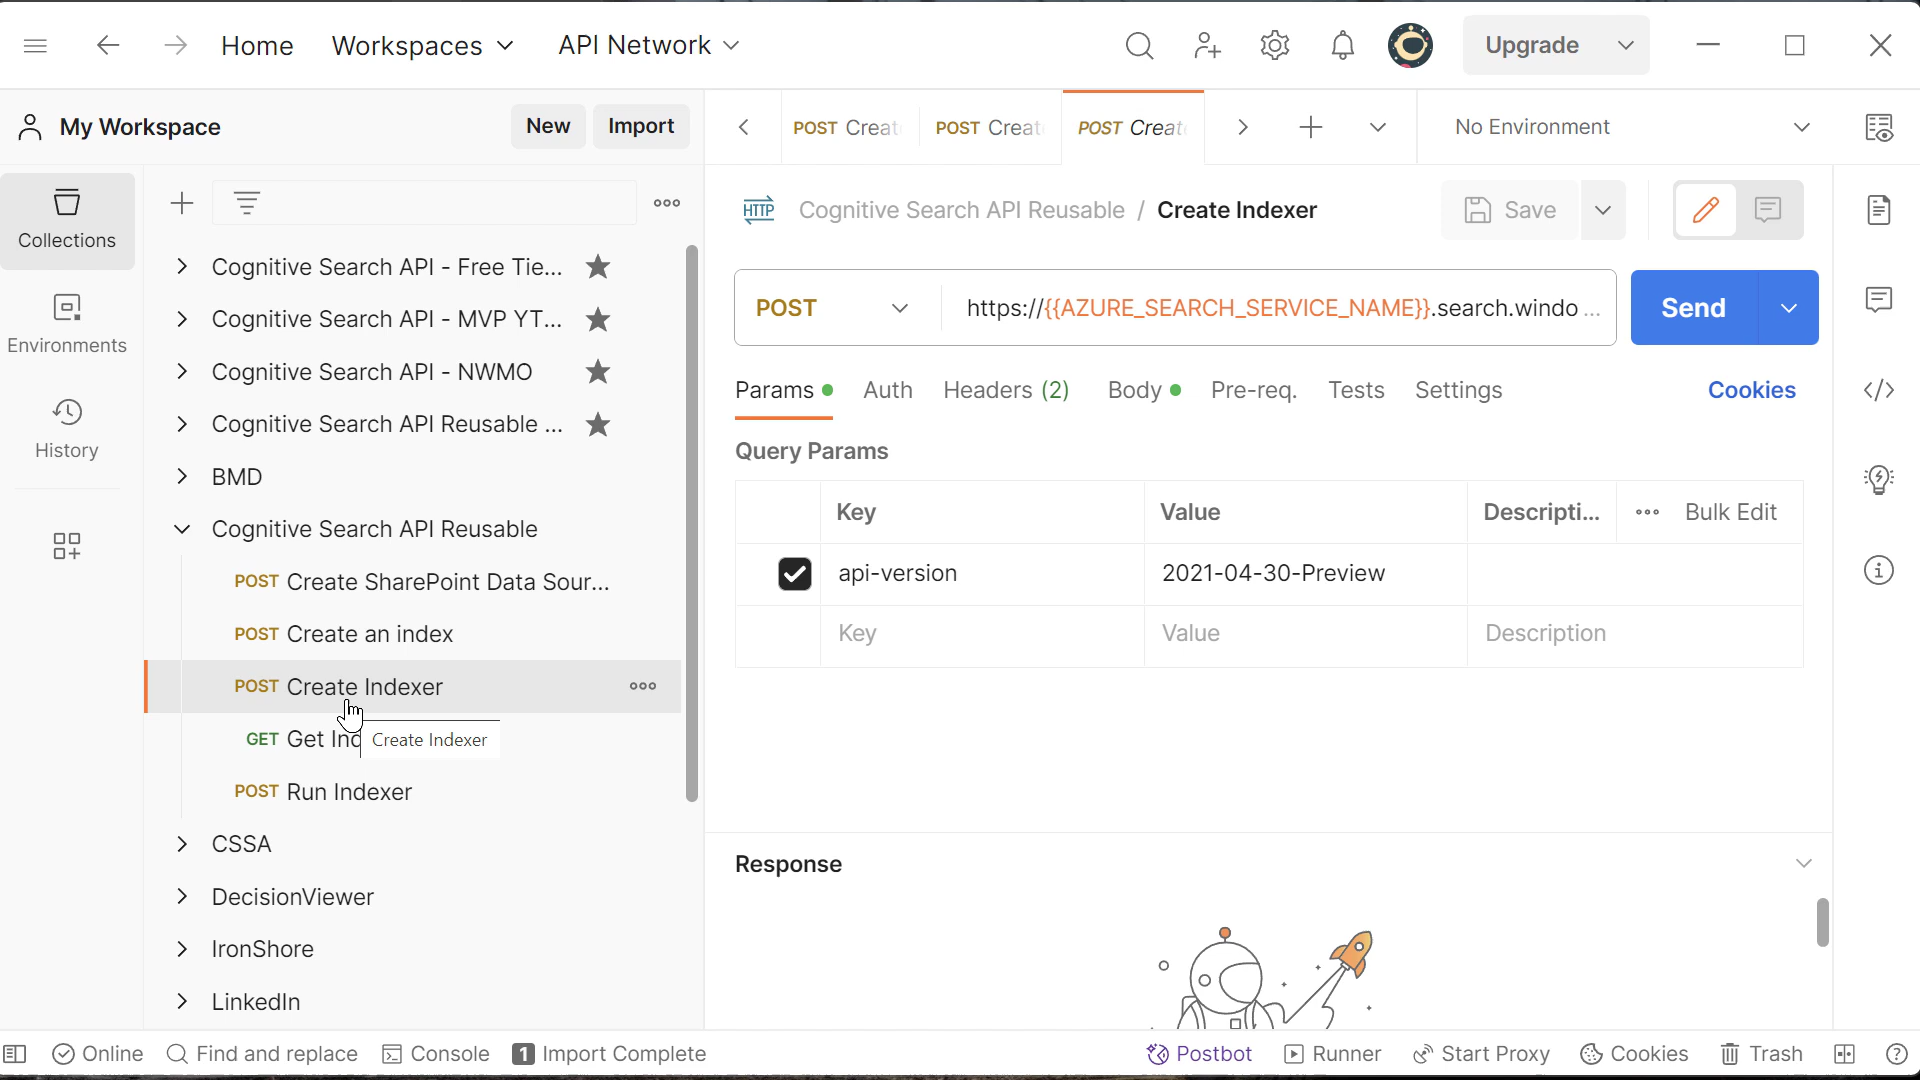 Home Workspaces API Network Upgrade
My Workspace New Import POST Creat POST Creat POST Creat No Environment
Collections
Environments
History
Cognitive Search API - Free Tie...
Cognitive Search API - MVP YT...
Cognitive Search API - NWMO
Cognitive Search API Reusable ...
BMD
Cognitive Search API Reusable
POST Create SharePoint Data Sour...
POST Create an index
POST Create Indexer
GET Get Ind
Create Indexer
POST Run Indexer
CSSA
DecisionViewer
IronShore
LinkedIn
HTTP Cognitive Search API Reusable / Create Indexer Save
POST https://{{AZURE_SEARCH_SERVICE_NAME}}.search.windo ... Send
Params Auth Headers (2) Body Pre-req. Tests Settings Cookies
Query Params
Key Value Descripti... Bulk Edit
api-version 2021-04-30-Preview
Key Value Description
Response
Online Find and replace Console 1 Import Complete Postbot Runner Start Proxy Cookies Trash